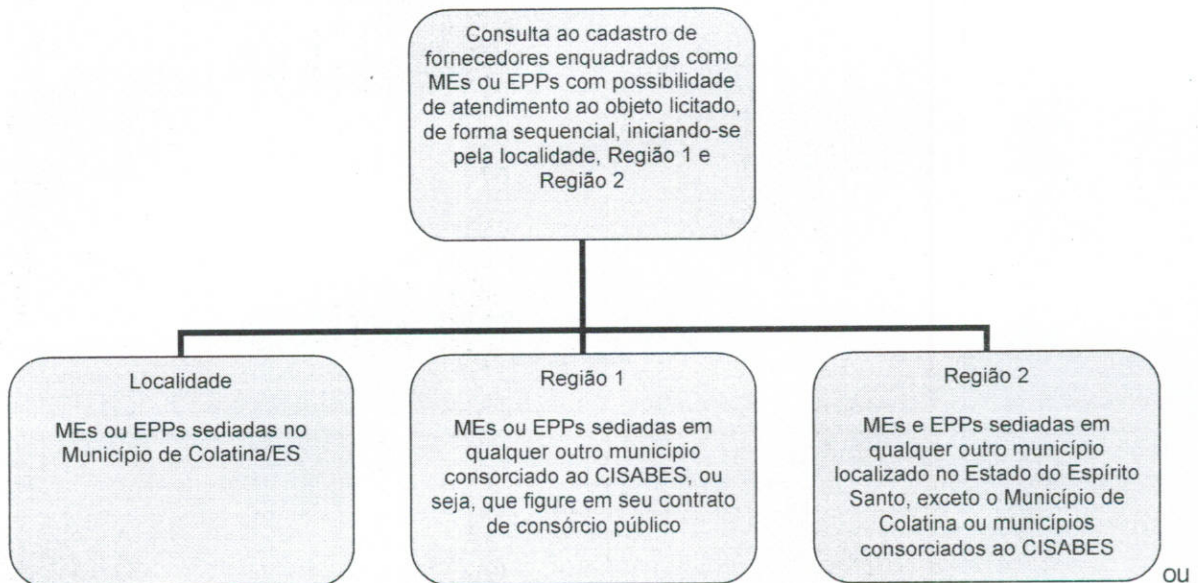 Consulta ao cadastro de
fornecedores enquadrados como
MEs ou EPPs com possibilidade
de atendimento ao objeto licitado,
de forma sequencial, iniciando-se
pela localidade, Região 1 e
Região 2
Localidade
MEs ou EPPs sediadas no
Município de Colatina/ES
Região 1
MEs ou EPPs sediadas em
qualquer outro município
consorciado ao CISABES, ou
seja, que figure em seu contrato
de consórcio público
Região 2
MEs e EPPs sediadas em
qualquer outro município
localizado no Estado do Espírito
Santo, exceto o Município de
Colatina ou municípios
consorciados ao CISABES
ou